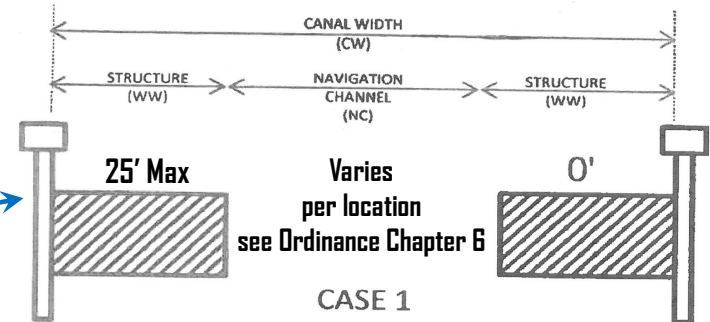 CANAL WIDTH
(CW)
STRUCTURE
(WW)
NAVIGATION
CHANNEL
(NC)
STRUCTURE
(WW)
25' Max
Varies
per location
see Ordinance Chapter 6
0'
CASE 1